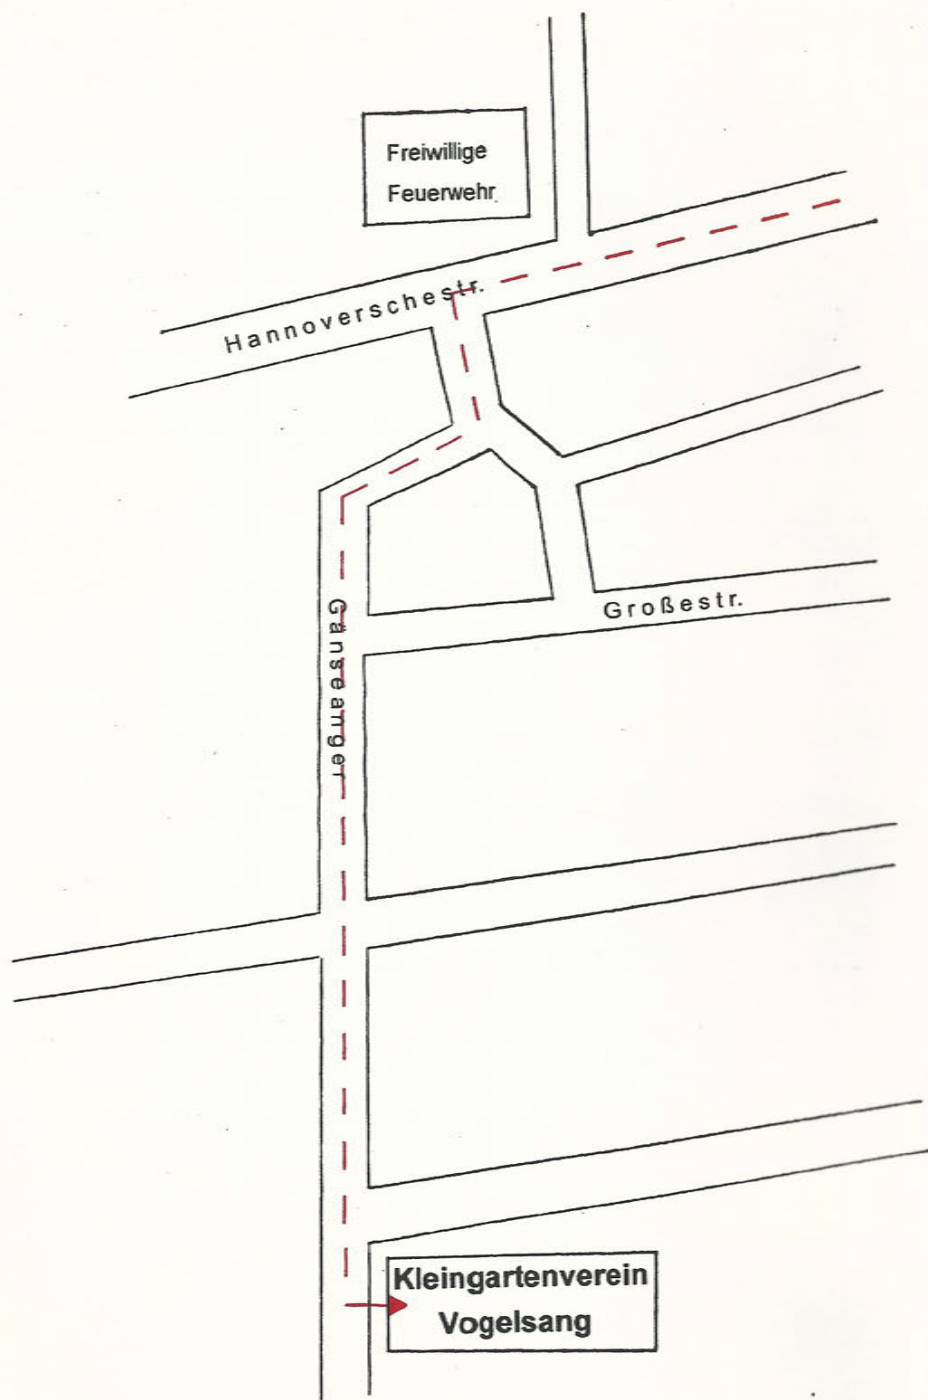 Freiwillige
Feuerwehr
Hannoverschestr.
Großestr.
Gänseanger
Kleingartenverein
Vogelsang